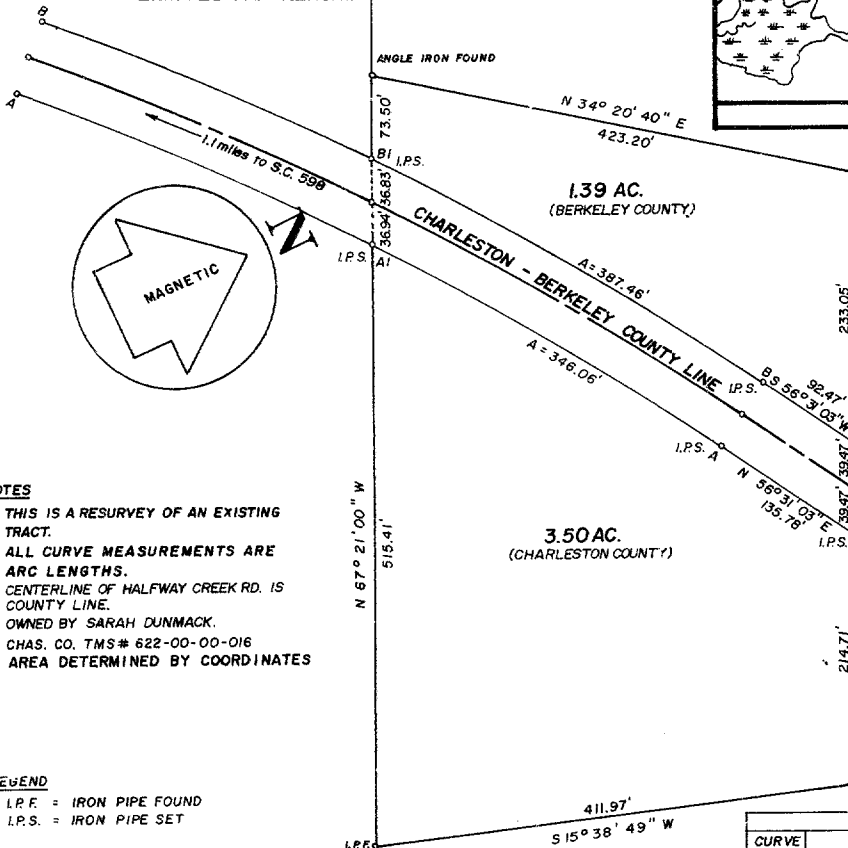 B
ANGLE IRON FOUND
A
N 34° 20' 40" E
423.20'
73.50'
B1 I.P.S.
1.1 miles to S.C. 598
36.83'
1.39 AC.
(BERKELEY COUNTY)
N
36.94'
I.P.S. A1
CHARLESTON - BERKELEY COUNTY LINE
A = 387.46'
MAGNETIC
233.05'
A = 346.06'
I.P.S. B
92.47'
S 56° 31' 03" W
39.47'
I.P.S. A
N 56° 31' 03" E
135.78'
39.47'
I.P.S.
N 67° 21' 00" W
515.41'
3.50 AC.
(CHARLESTON COUNTY)
OTES
THIS IS A RESURVEY OF AN EXISTING
TRACT.
ALL CURVE MEASUREMENTS ARE
ARC LENGTHS.
CENTERLINE OF HALFWAY CREEK RD. IS
COUNTY LINE.
OWNED BY SARAH DUNMACK.
CHAS. CO. TMS# 622-00-00-016
AREA DETERMINED BY COORDINATES
214.71'
EGEND
I.P.F. = IRON PIPE FOUND
I.P.S. = IRON PIPE SET
411.97'
S 15° 38' 49" W
I.P.F.
CURVE